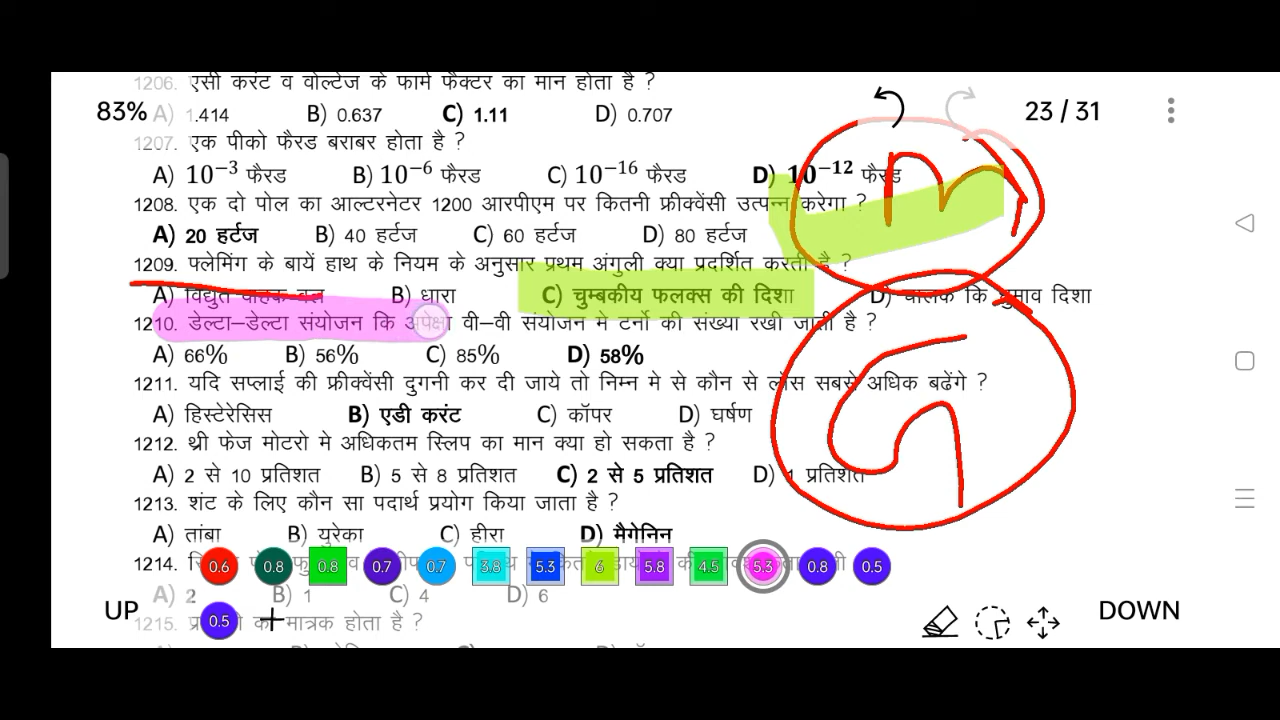 1206. एसी करंट व वोल्टेज के फार्म फैक्टर का मान होता है ?
83% A) 1.414 B) 0.637 C) 1.11 D) 0.707 23 / 31
1207. एक पीको फैरड बराबर होता है ?
A) 10⁻³ फैरड B) 10⁻⁶ फैरड C) 10⁻¹⁶ फैरड D) 10⁻¹² फैरड
1208. एक दो पोल का आल्टरनेटर 1200 आरपीएम पर कितनी फ्रीक्वेंसी उत्पन्न करेगा ?
A) 20 हर्टज B) 40 हर्टज C) 60 हर्टज D) 80 हर्टज
1209. फ्लेमिंग के बायें हाथ के नियम के अनुसार प्रथम अंगुली क्या प्रदर्शित करती है ?
A) विद्युत वाहक बल B) धारा C) चुम्बकीय फलक्स की दिशा D) चालक कि घुमाव दिशा
1210. डेल्टा–डेल्टा संयोजन कि अपेक्षा वी–वी संयोजन मे टर्नो की संख्या रखी जाती है ?
A) 66% B) 56% C) 85% D) 58%
1211. यदि सप्लाई की फ्रीक्वेंसी दुगनी कर दी जाये तो निम्न मे से कौन से लॉस सबसे अधिक बढेंगे ?
A) हिस्टेरेसिस B) एडी करंट C) कॉपर D) घर्षण
1212. थ्री फेज मोटरो मे अधिकतम स्लिप का मान क्या हो सकता है ?
A) 2 से 10 प्रतिशत B) 5 से 8 प्रतिशत C) 2 से 5 प्रतिशत D) 1 प्रतिशत
1213. शंट के लिए कौन सा पदार्थ प्रयोग किया जाता है ?
A) तांबा B) युरेका C) हीरा D) मैगेनिन
1214.
0.6 0.8 0.8 0.7 0.7 3.8 5.3 6 5.8 4.5 5.3 0.8 0.5
A) 2 B) 1 C) 4 D) 6
UP 0.5 + DOWN
1215. मात्रक होता है ?